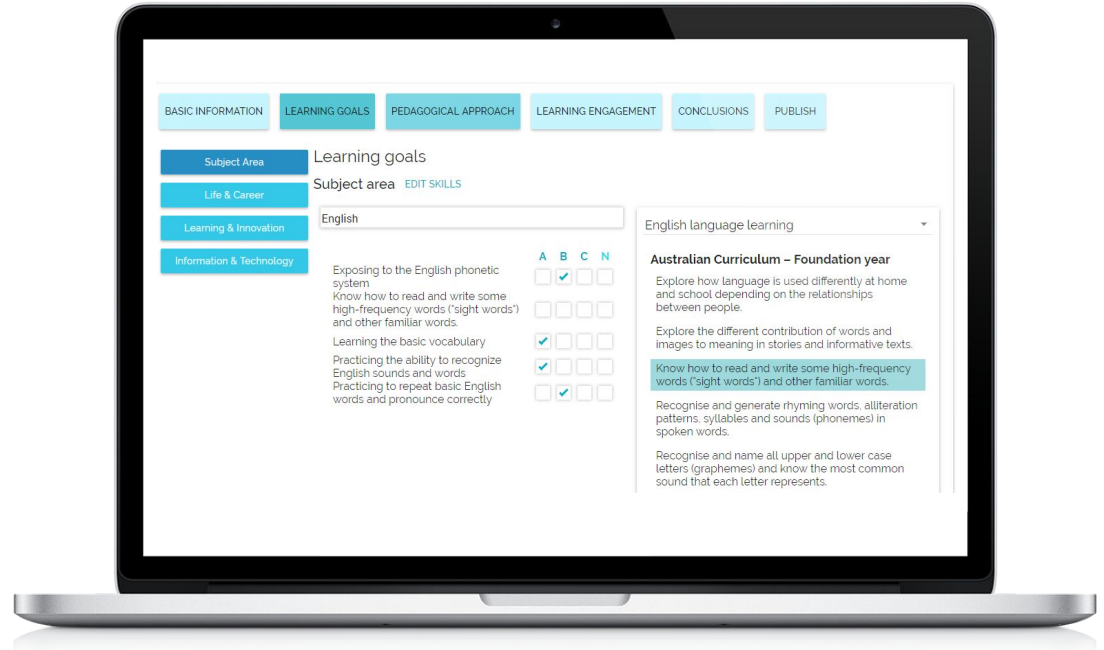 BASIC INFORMATION
LEARNING GOALS
PEDAGOGICAL APPROACH
LEARNING ENGAGEMENT
CONCLUSIONS
PUBLISH
Subject Area
Life & Career
Learning & Innovation
Information & Technology
Learning goals
Subject area EDIT SKILLS
English
A B C N
Exposing to the English phonetic
system
Know how to read and write some
high-frequency words ("sight words")
and other familiar words.
Learning the basic vocabulary
Practicing the ability to recognize
English sounds and words
Practicing to repeat basic English
words and pronounce correctly
English language learning
Australian Curriculum – Foundation year
Explore how language is used differently at home
and school depending on the relationships
between people.
Explore the different contribution of words and
images to meaning in stories and informative texts.
Know how to read and write some high-frequency
words ("sight words") and other familiar words.
Recognise and generate rhyming words, alliteration
patterns, syllables and sounds (phonemes) in
spoken words.
Recognise and name all upper and lower case
letters (graphemes) and know the most common
sound that each letter represents.